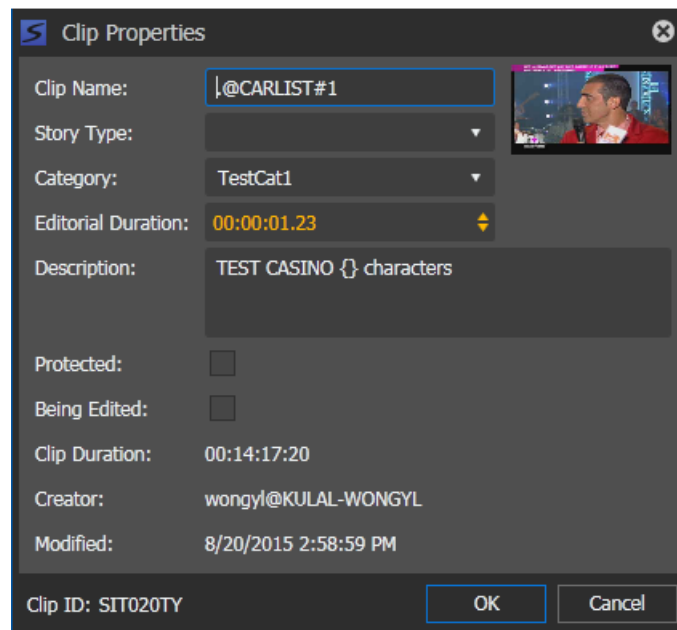 Clip Properties
Clip Name: .@CARLIST#1
Story Type:
Category: TestCat1
Editorial Duration: 00:00:01.23
Description: TEST CASINO {} characters
Protected:
Being Edited:
Clip Duration: 00:14:17:20
Creator: wongyl@KULAL-WONGYL
Modified: 8/20/2015 2:58:59 PM
Clip ID: SIT020TY OK Cancel